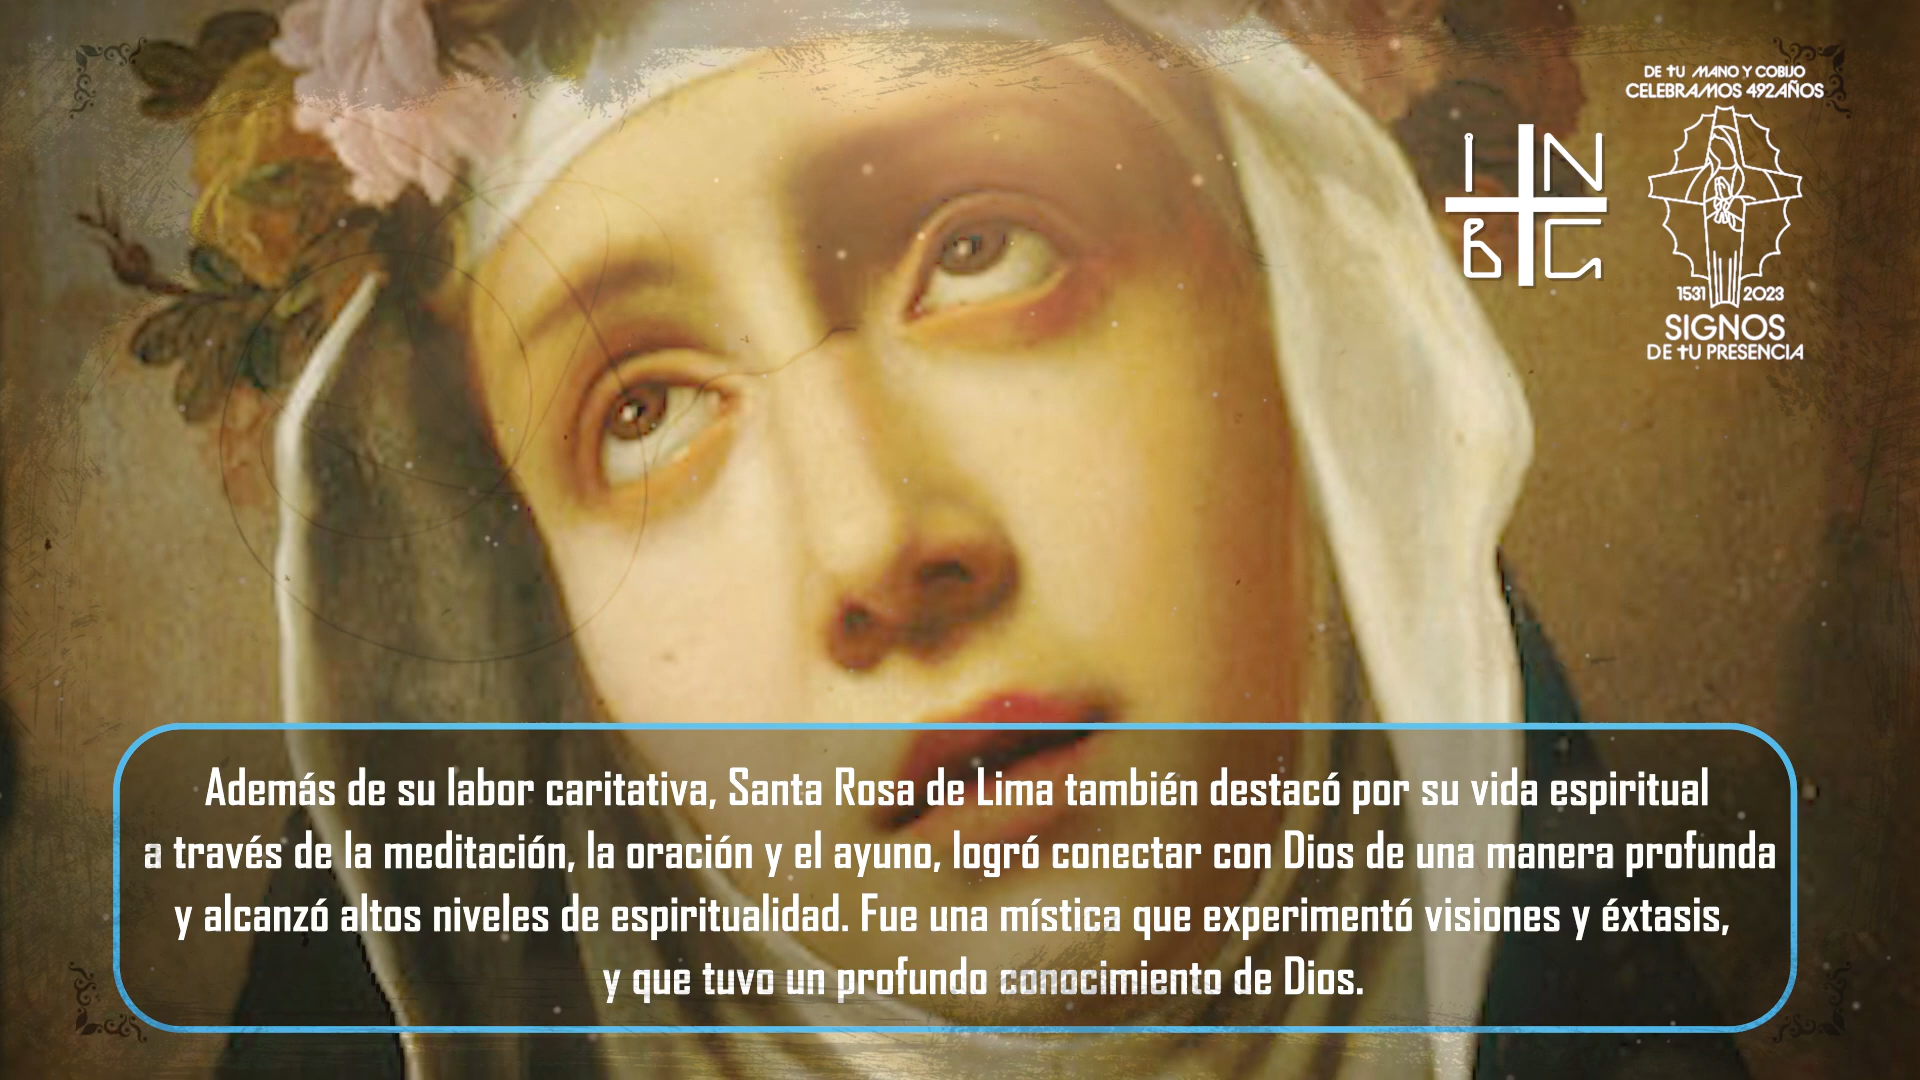 DE TU MANO Y COBIJO
CELEBRAMOS 492 AÑOS
I N
B G
1531 2023
SIGNOS
DE TU PRESENCIA
Además de su labor caritativa, Santa Rosa de Lima también destacó por su vida espiritual
a través de la meditación, la oración y el ayuno, logró conectar con Dios de una manera profunda
y alcanzó altos niveles de espiritualidad. Fue una mística que experimentó visiones y éxtasis,
y que tuvo un profundo conocimiento de Dios.